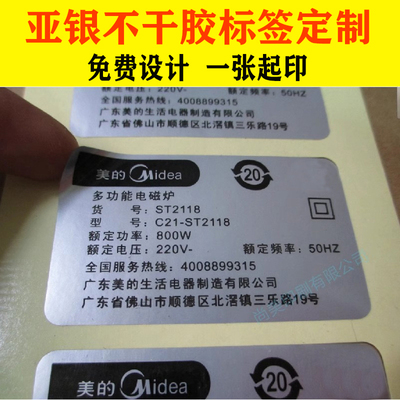 亚银不干胶标签定制
免费设计 一张起印
额定电压：220V~ 额定频率：50HZ
全国服务热线：4008899315
广东美的生活电器制造有限公司
广东省佛山市顺德区北滘镇三乐路19号
美的 Midea 20
多功能电磁炉
货 号：ST2118
型 号：C21-ST2118
额定功率：800W
额定电压：220V~ 额定频率：50HZ
全国服务热线：4008899315
广东美的生活电器制造有限公司
广东省佛山市顺德区北滘镇三乐路19号
美的 Midea 20